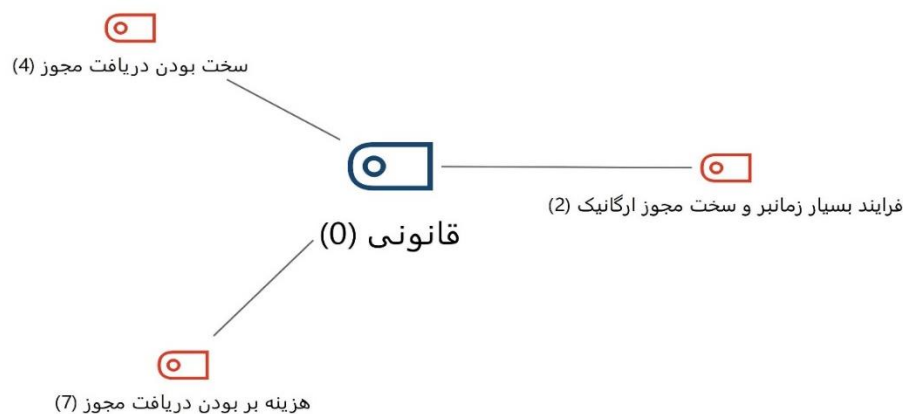 سخت بودن دریافت مجوز (4)
فرایند بسیار زمانبر و سخت مجوز ارگانیک (2)
قانونی (0)
هزینه بر بودن دریافت مجوز (7)